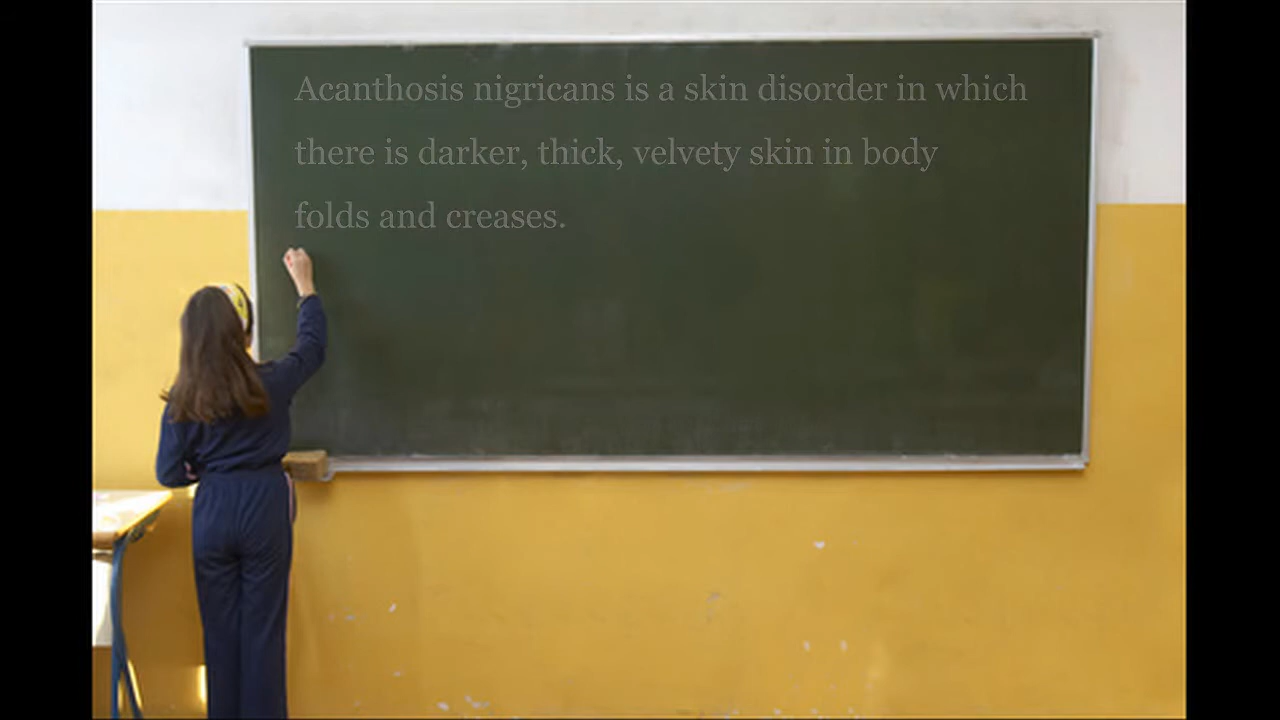 Acanthosis nigricans is a skin disorder in which
there is darker, thick, velvety skin in body
folds and creases.